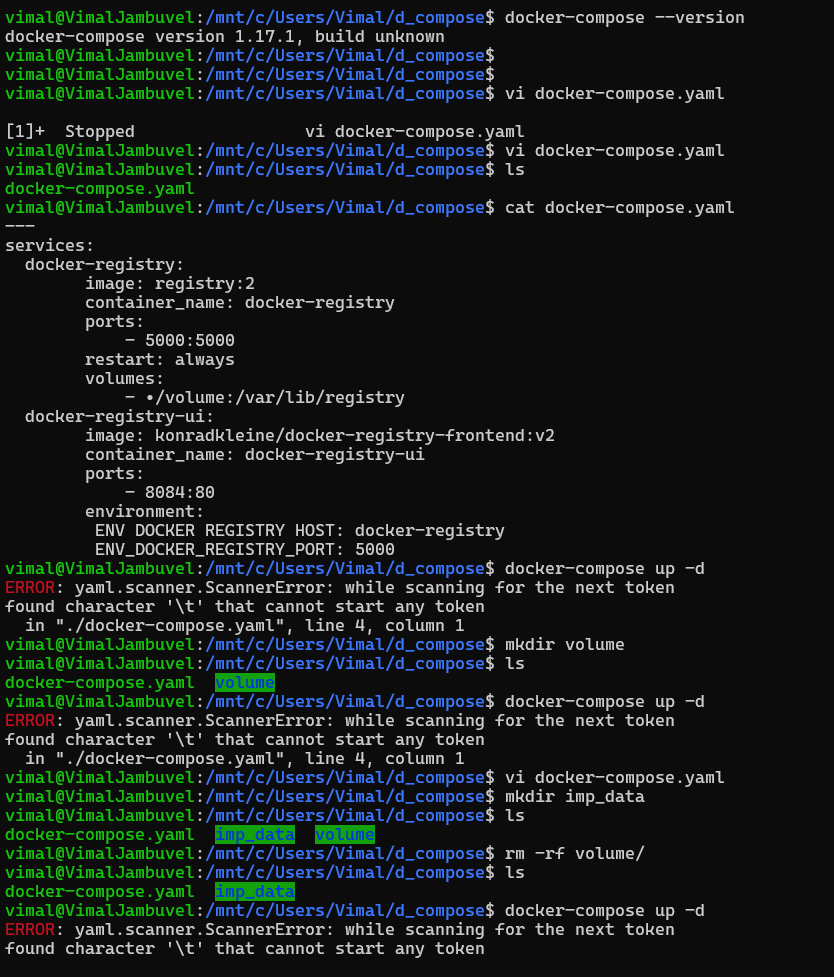 vimal@VimalJambuvel:/mnt/c/Users/Vimal/d_compose$ docker-compose --version
docker-compose version 1.17.1, build unknown
vimal@VimalJambuvel:/mnt/c/Users/Vimal/d_compose$
vimal@VimalJambuvel:/mnt/c/Users/Vimal/d_compose$
vimal@VimalJambuvel:/mnt/c/Users/Vimal/d_compose$ vi docker-compose.yaml
[1]+  Stopped                 vi docker-compose.yaml
vimal@VimalJambuvel:/mnt/c/Users/Vimal/d_compose$ vi docker-compose.yaml
vimal@VimalJambuvel:/mnt/c/Users/Vimal/d_compose$ ls
docker-compose.yaml
vimal@VimalJambuvel:/mnt/c/Users/Vimal/d_compose$ cat docker-compose.yaml
---
services:
  docker-registry:
        image: registry:2
        container_name: docker-registry
        ports:
            - 5000:5000
        restart: always
        volumes:
            - •/volume:/var/lib/registry
  docker-registry-ui:
        image: konradkleine/docker-registry-frontend:v2
        container_name: docker-registry-ui
        ports:
            - 8084:80
        environment:
         ENV DOCKER REGISTRY HOST: docker-registry
         ENV_DOCKER_REGISTRY_PORT: 5000
vimal@VimalJambuvel:/mnt/c/Users/Vimal/d_compose$ docker-compose up -d
ERROR: yaml.scanner.ScannerError: while scanning for the next token
found character '\t' that cannot start any token
  in "./docker-compose.yaml", line 4, column 1
vimal@VimalJambuvel:/mnt/c/Users/Vimal/d_compose$ mkdir volume
vimal@VimalJambuvel:/mnt/c/Users/Vimal/d_compose$ ls
docker-compose.yaml  volume
vimal@VimalJambuvel:/mnt/c/Users/Vimal/d_compose$ docker-compose up -d
ERROR: yaml.scanner.ScannerError: while scanning for the next token
found character '\t' that cannot start any token
  in "./docker-compose.yaml", line 4, column 1
vimal@VimalJambuvel:/mnt/c/Users/Vimal/d_compose$ vi docker-compose.yaml
vimal@VimalJambuvel:/mnt/c/Users/Vimal/d_compose$ mkdir imp_data
vimal@VimalJambuvel:/mnt/c/Users/Vimal/d_compose$ ls
docker-compose.yaml  imp_data  volume
vimal@VimalJambuvel:/mnt/c/Users/Vimal/d_compose$ rm -rf volume/
vimal@VimalJambuvel:/mnt/c/Users/Vimal/d_compose$ ls
docker-compose.yaml  imp_data
vimal@VimalJambuvel:/mnt/c/Users/Vimal/d_compose$ docker-compose up -d
ERROR: yaml.scanner.ScannerError: while scanning for the next token
found character '\t' that cannot start any token